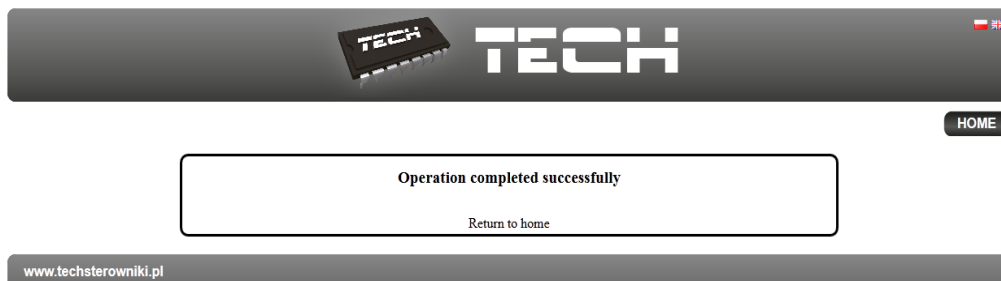 TECH
TECH
HOME
Operation completed successfully
Return to home
www.techsterowniki.pl